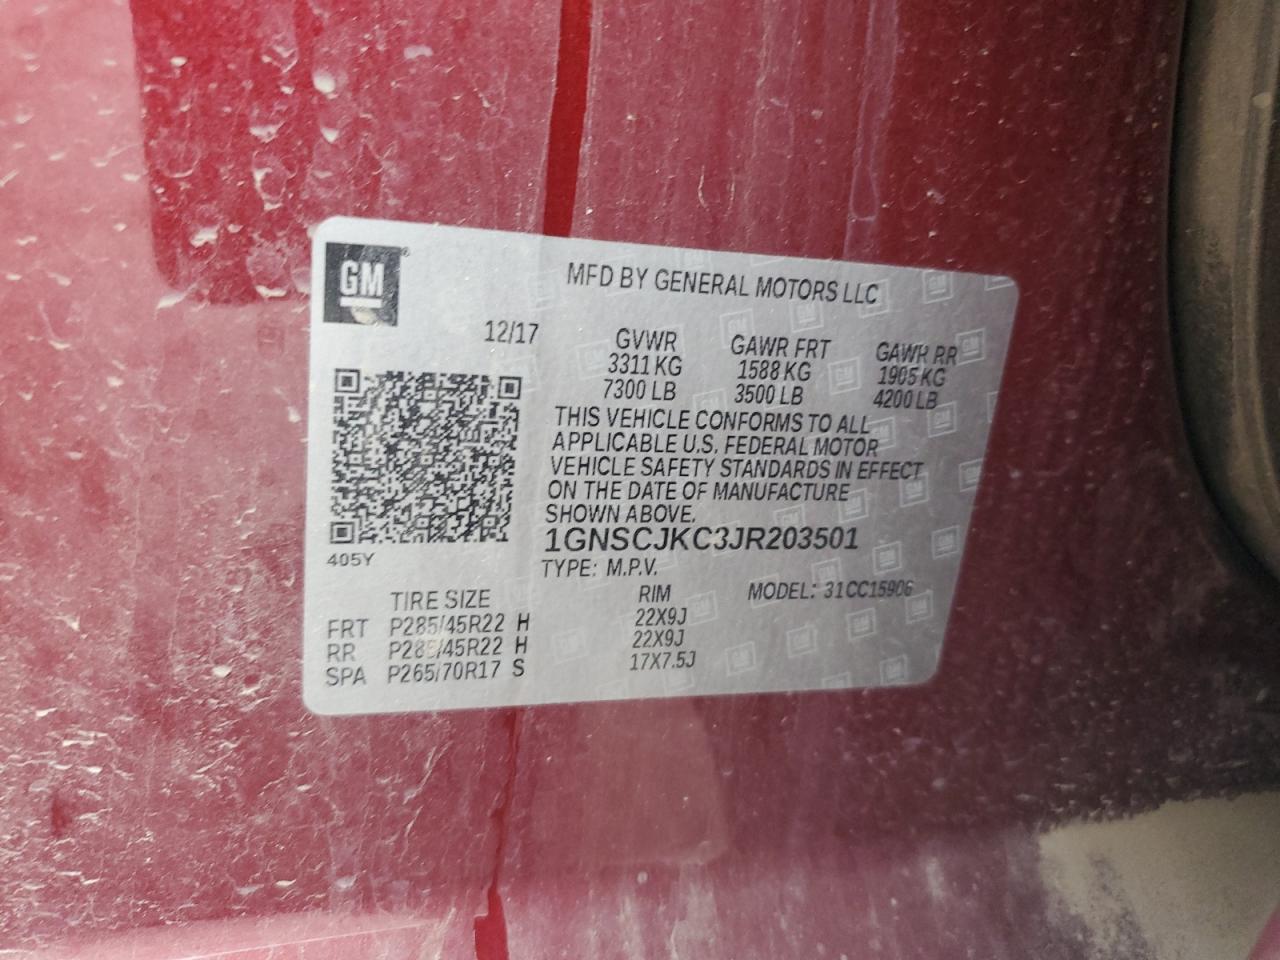 GM
MFD BY GENERAL MOTORS LLC
12/17
GVWR GAWR FRT GAWR RR
3311 KG 1588 KG 1905 KG
7300 LB 3500 LB 4200 LB
THIS VEHICLE CONFORMS TO ALL
APPLICABLE U.S. FEDERAL MOTOR
VEHICLE SAFETY STANDARDS IN EFFECT
ON THE DATE OF MANUFACTURE
SHOWN ABOVE.
1GNSCJKC3JR203501
405Y
TYPE: M.P.V.
TIRE SIZE RIM MODEL: 31CC15906
FRT P285/45R22 H 22X9J
RR P285/45R22 H 22X9J
SPA P265/70R17 S 17X7.5J